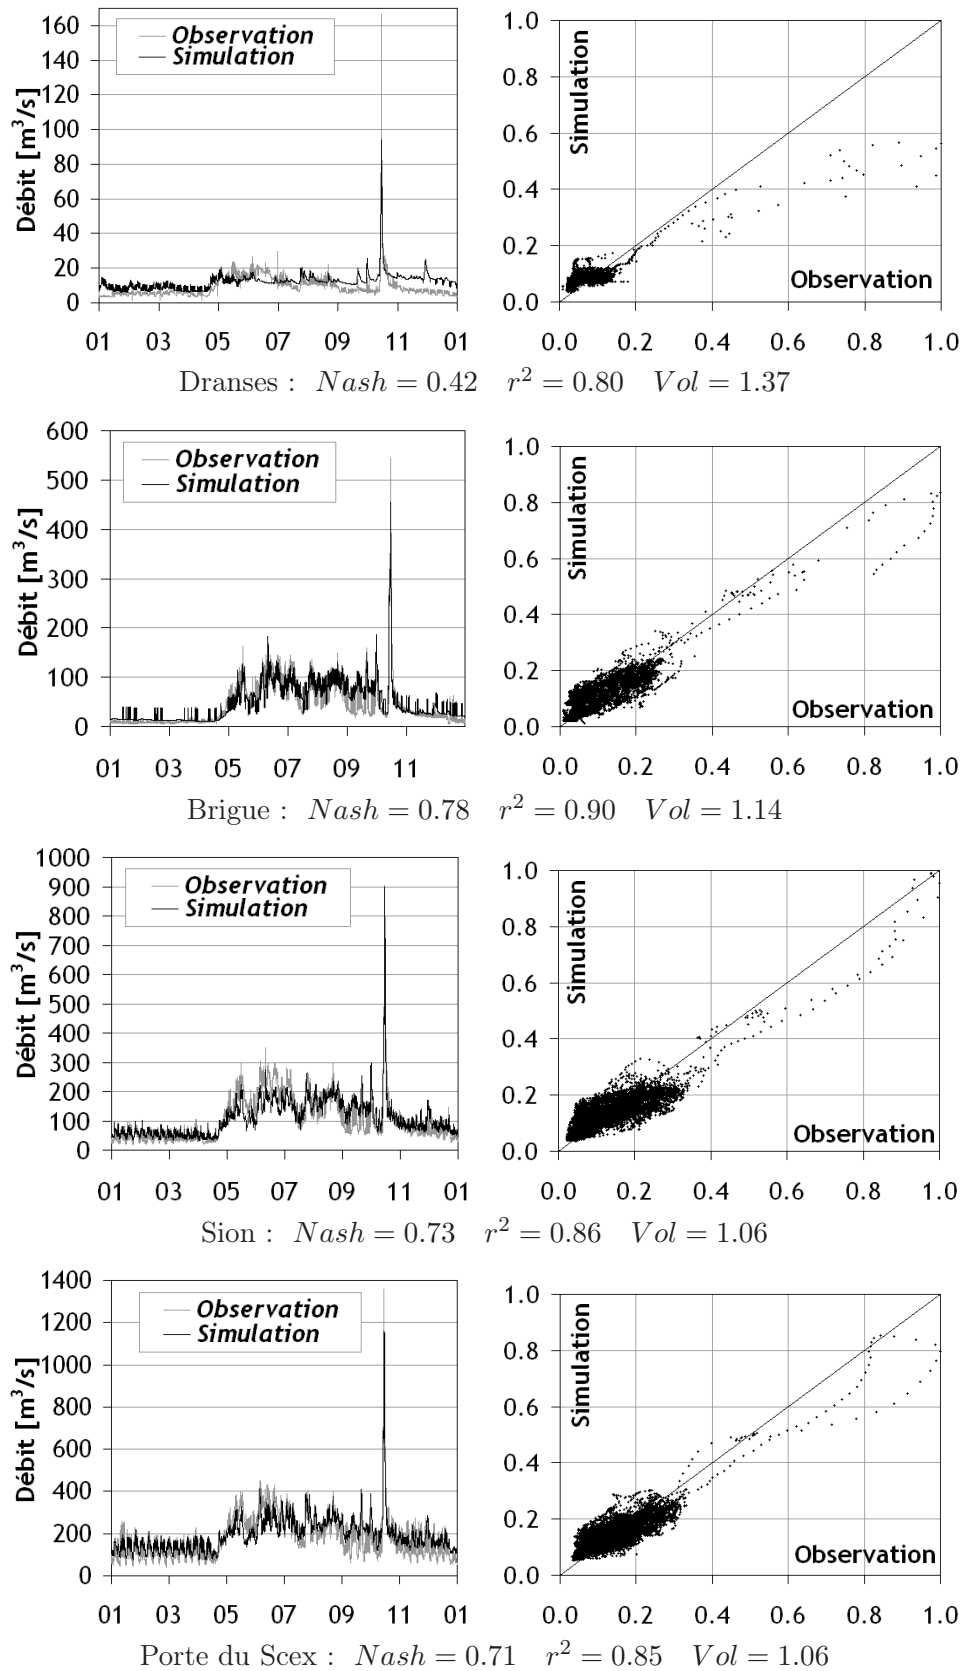 160
140
120
100
80
60
40
20
0
Débit [m³/s]
Observation
Simulation
01 03 05 07 09 11 01
1.0
0.8
0.6
0.4
0.2
0.0
Simulation
Observation
0.0 0.2 0.4 0.6 0.8 1.0
Dranses : Nash = 0.42 r² = 0.80 Vol = 1.37
600
500
400
300
200
100
0
Débit [m³/s]
Observation
Simulation
01 03 05 07 09 11
1.0
0.8
0.6
0.4
0.2
0.0
Simulation
Observation
0.0 0.2 0.4 0.6 0.8 1.0
Brigue : Nash = 0.78 r² = 0.90 Vol = 1.14
1000
900
800
700
600
500
400
300
200
100
0
Débit [m³/s]
Observation
Simulation
01 03 05 07 09 11 01
1.0
0.8
0.6
0.4
0.2
0.0
Simulation
Observation
0.0 0.2 0.4 0.6 0.8 1.0
Sion : Nash = 0.73 r² = 0.86 Vol = 1.06
1400
1200
1000
800
600
400
200
0
Débit [m³/s]
Observation
Simulation
01 03 05 07 09 11 01
1.0
0.8
0.6
0.4
0.2
0.0
Simulation
Observation
0.0 0.2 0.4 0.6 0.8 1.0
Porte du Scex : Nash = 0.71 r² = 0.85 Vol = 1.06